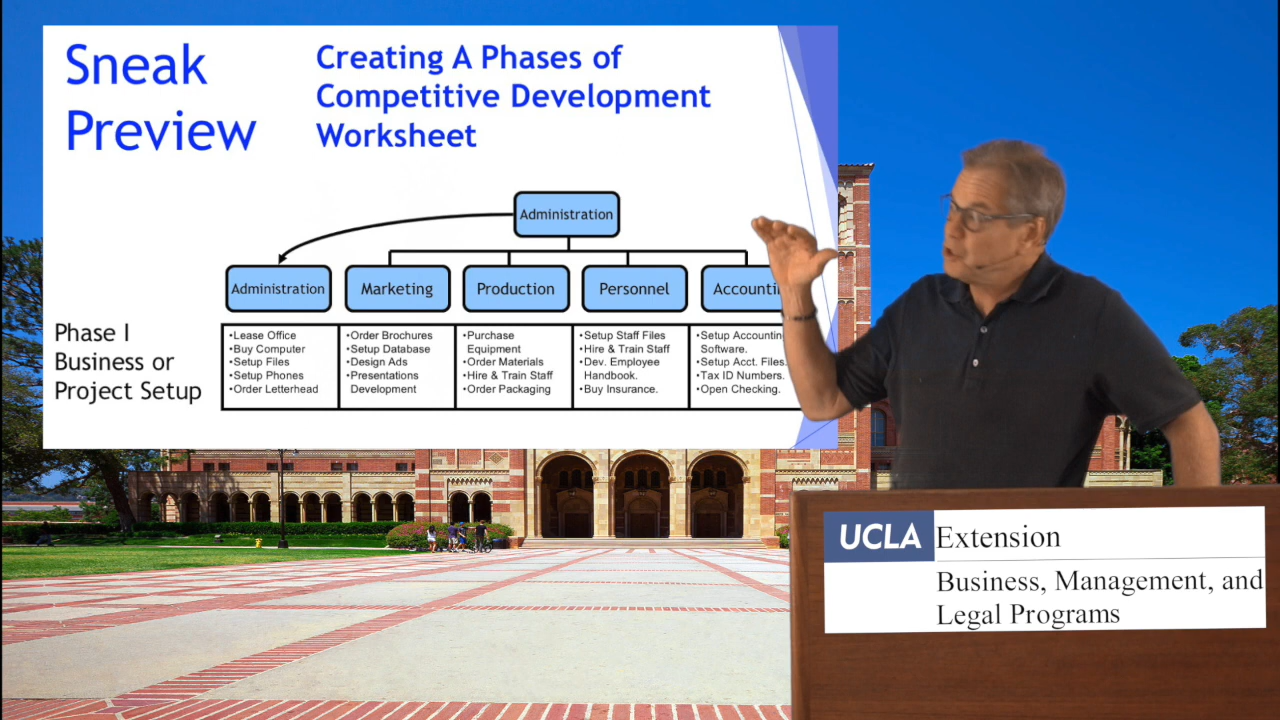 Sneak
Preview
Creating A Phases of
Competitive Development
Worksheet
Administration
Administration
Marketing
Production
Personnel
Phase I
Business or
Project Setup
•Lease Office
•Buy Computer
•Setup Files
•Setup Phones
•Order Letterhead
•Order Brochures
•Setup Database
•Design Ads
•Presentations
Development
•Purchase
Equipment
•Order Materials
•Hire & Train Staff
•Order Packaging
•Setup Staff Files
•Hire & Train Staff
•Dev. Employee
Handbook.
•Buy Insurance.
•Setup
Software.
•Setup Acct. Files.
•Tax ID Numbers.
•Open Checking.
UCLA Extension
Business, Management, and
Legal Programs